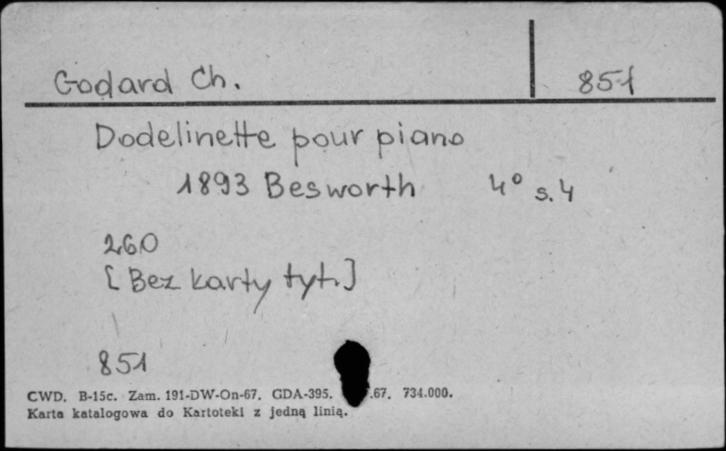 Godard Ch. 851
Dodelinette pour piano
1893 Besworth 4° s. 4
260
[Bez karty tyt.]
851
CWD. B-15c. Zam. 191-DW-On-67. GDA-395. .67. 734.000.
Karta katalogowa do Kartoteki z jedną linią.